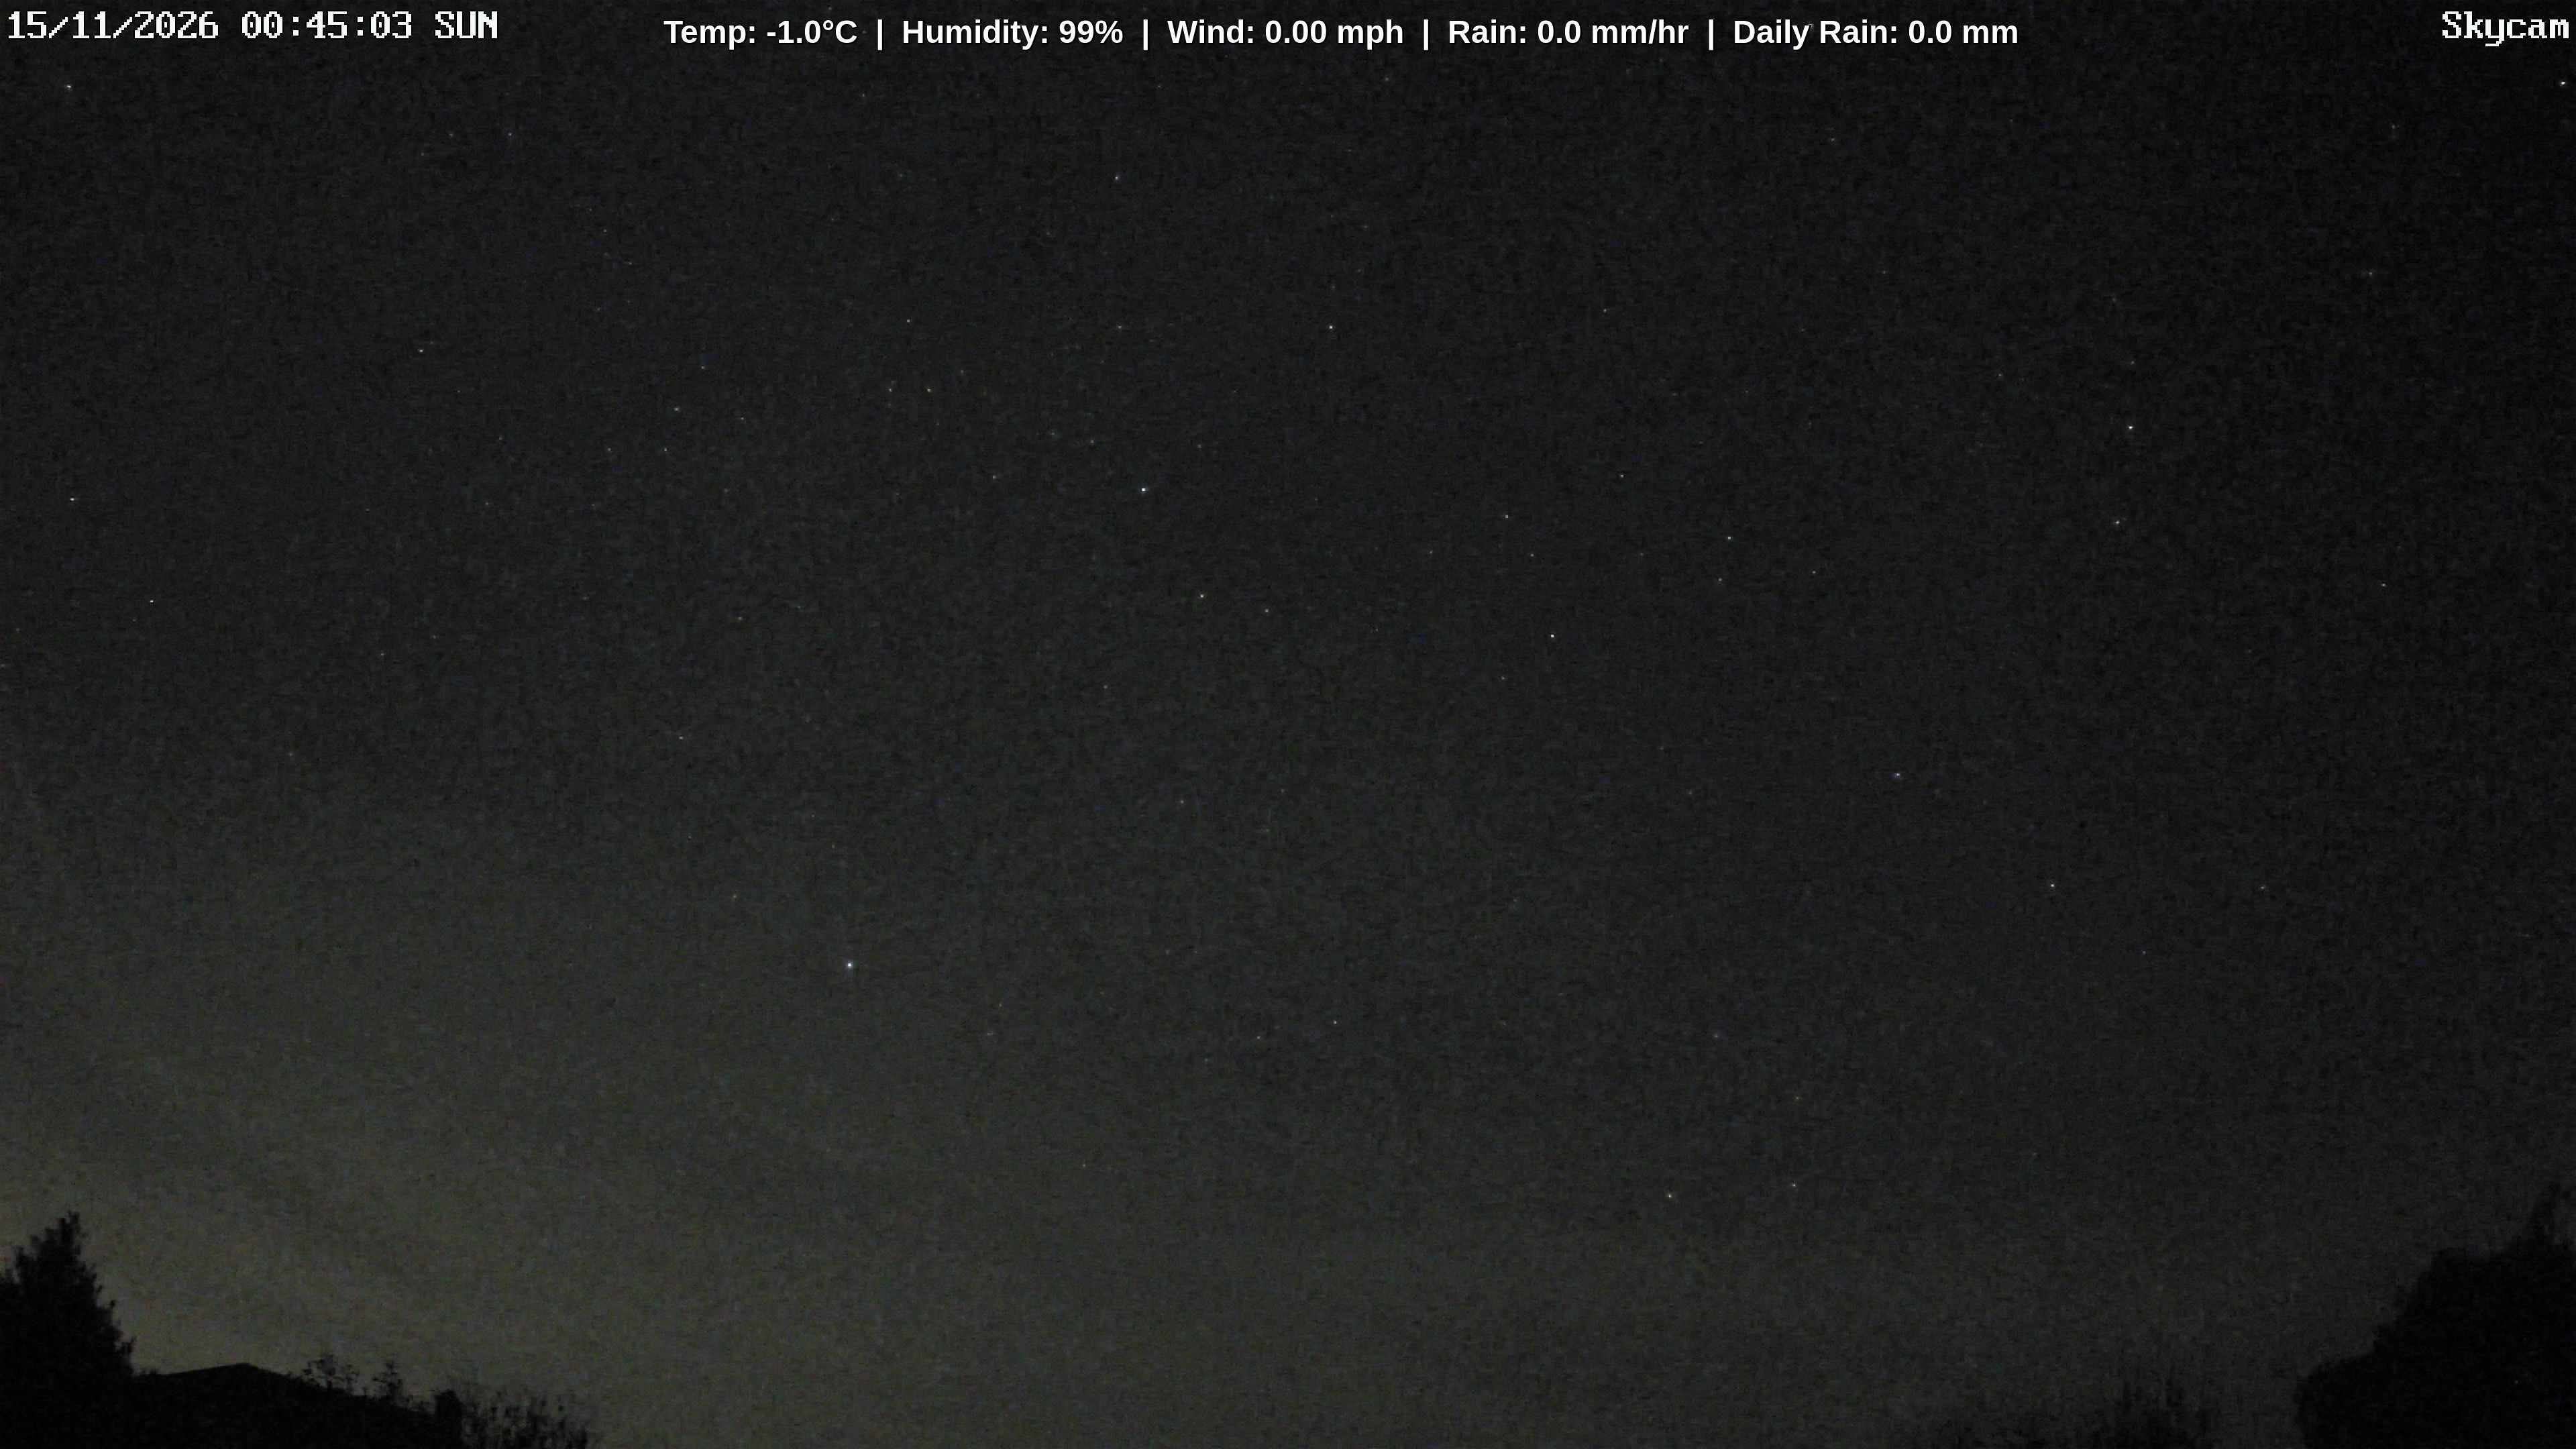 15/11/2026 00:45:03 SUN
Temp: -1.0°C | Humidity: 99% | Wind: 0.00 mph | Rain: 0.0 mm/hr | Daily Rain: 0.0 mm
Skycam